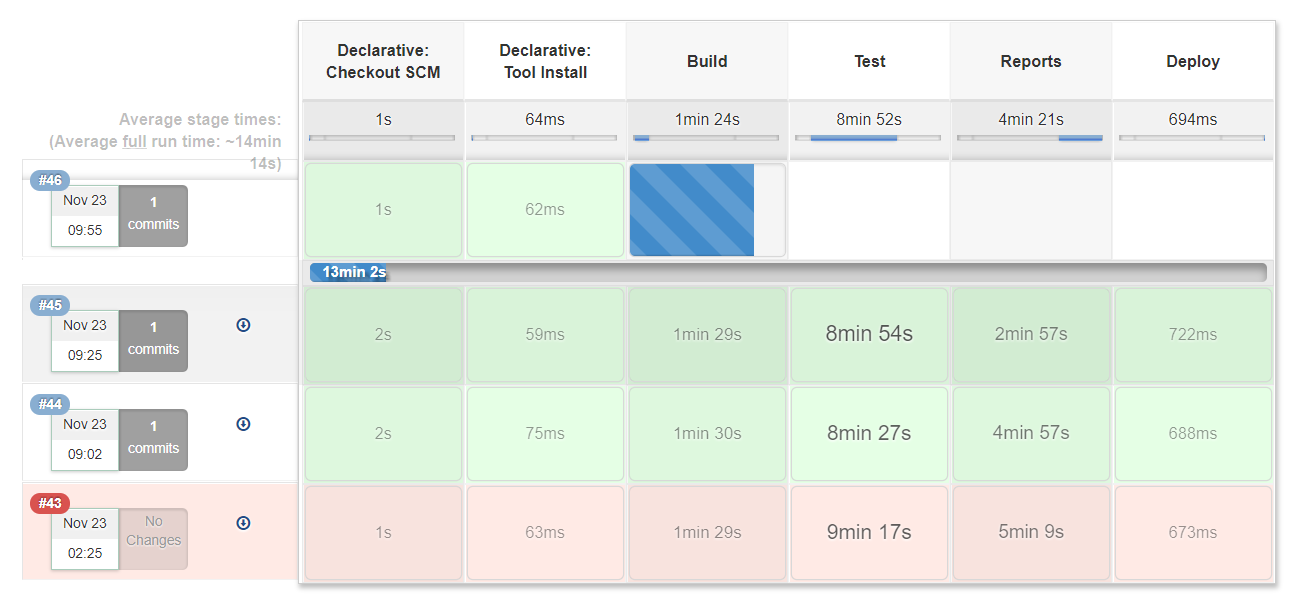 Declarative:
Checkout SCM
Declarative:
Tool Install
Build
Test
Reports
Deploy
Average stage times:
(Average full run time: ~14min
14s)
1s
64ms
1min 24s
8min 52s
4min 21s
694ms
#46
Nov 23
09:55
1
commits
1s
62ms
13min 2s
#45
Nov 23
09:25
1
commits
2s
59ms
1min 29s
8min 54s
2min 57s
722ms
#44
Nov 23
09:02
1
commits
2s
75ms
1min 30s
8min 27s
4min 57s
688ms
#43
Nov 23
02:25
No
Changes
1s
63ms
1min 29s
9min 17s
5min 9s
673ms